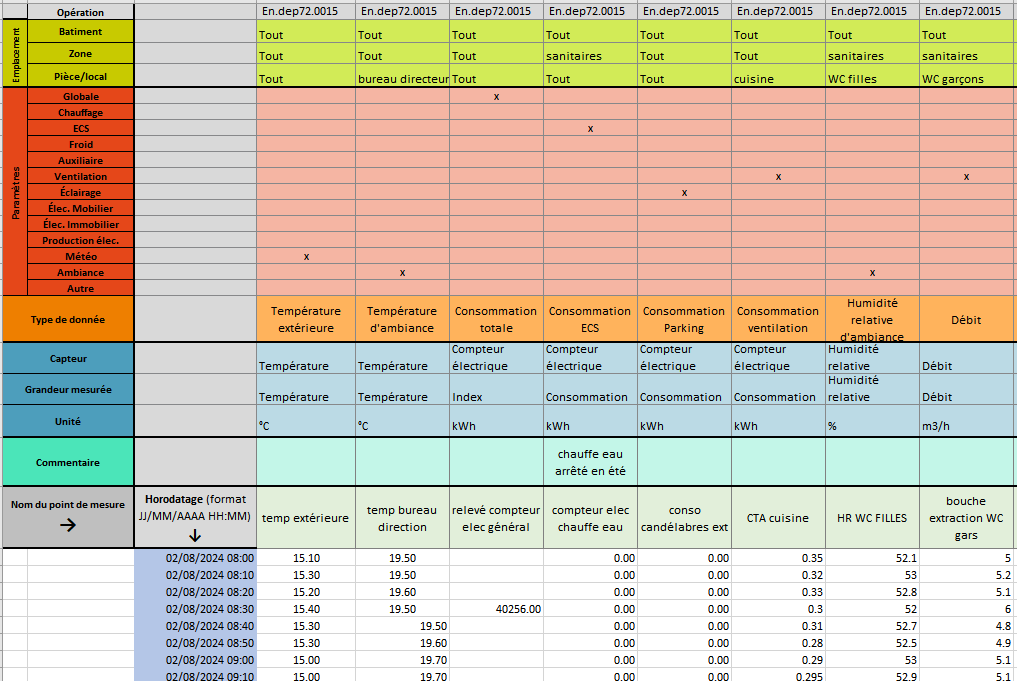 Opération En.dep72.0015 En.dep72.0015 En.dep72.0015 En.dep72.0015 En.dep72.0015 En.dep72.0015 En.dep72.0015 En.dep72.0015
Emplacement
Batiment Tout Tout Tout Tout Tout Tout Tout Tout
Zone Tout Tout Tout sanitaires Tout Tout sanitaires sanitaires
Pièce/local Tout bureau directeur Tout Tout Tout cuisine WC filles WC garçons
Paramètres
Globale x
Chauffage
ECS x
Froid
Auxiliaire
Ventilation x x
Éclairage x
Élec. Mobilier
Élec. Immobilier
Production élec.
Météo x
Ambiance x x
Autre
Type de donnée
Température
extérieure
Température
d'ambiance
Consommation
totale
Consommation
ECS
Consommation
Parking
Consommation
ventilation
Humidité
relative
d'ambiance
Débit
Capteur
Température
Température
Compteur
électrique
Compteur
électrique
Compteur
électrique
Compteur
électrique
Humidité
relative
Débit
Grandeur mesurée
Température
Température
Index
Consommation
Consommation
Consommation
Humidité
relative
Débit
Unité °C °C kWh kWh kWh kWh % m3/h
Commentaire
chauffe eau
arrêté en été
Nom du point de mesure
→
Horodatage (format
JJ/MM/AAAA HH:MM)
↓
temp extérieure
temp bureau
direction
relevé compteur
elec général
compteur elec
chauffe eau
conso
candélabres ext
CTA cuisine
HR WC FILLES
bouche
extraction WC
gars
02/08/2024 08:00 15.10 19.50 0.00 0.00 0.35 52.1 5
02/08/2024 08:10 15.30 19.50 0.00 0.00 0.32 53 5.2
02/08/2024 08:20 15.20 19.60 0.00 0.00 0.33 52.8 5.1
02/08/2024 08:30 15.40 19.50 40256.00 0.00 0.00 0.3 52 6
02/08/2024 08:40 15.30 19.50 0.00 0.00 0.31 52.7 4.8
02/08/2024 08:50 15.30 19.60 0.00 0.00 0.28 52.5 4.9
02/08/2024 09:00 15.00 19.70 0.00 0.00 0.29 53 5.1
02/08/2024 09:10 15.00 19.70 0.00 0.00 0.295 52.9 5.1